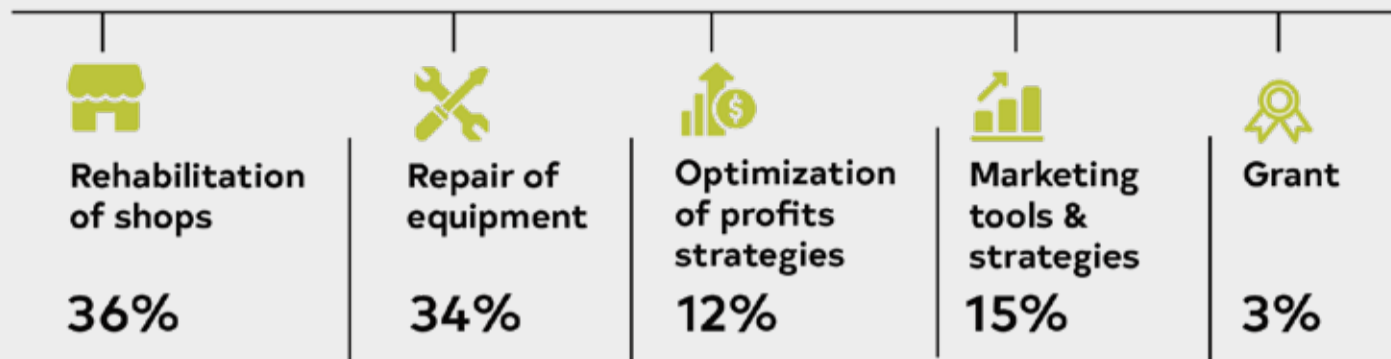 Rehabilitation
of shops
36%
Repair of
equipment
34%
$
Optimization
of profits
strategies
12%
Marketing
tools &
strategies
15%
Grant
3%